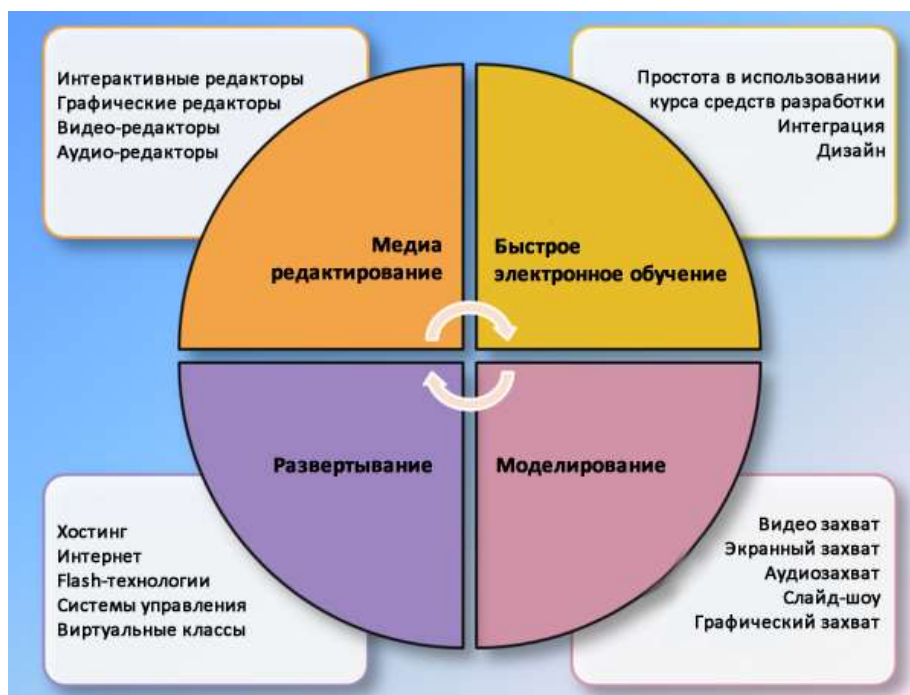 Интерактивные редакторы
Графические редакторы
Видео-редакторы
Аудио-редакторы
Простота в использовании
курса средств разработки
Интеграция
Дизайн
Медиа
редактирование
Быстрое
электронное обучение
Развертывание
Моделирование
Хостинг
Интернет
Flash-технологии
Системы управления
Виртуальные классы
Видео захват
Экранный захват
Аудиозахват
Слайд-шоу
Графический захват